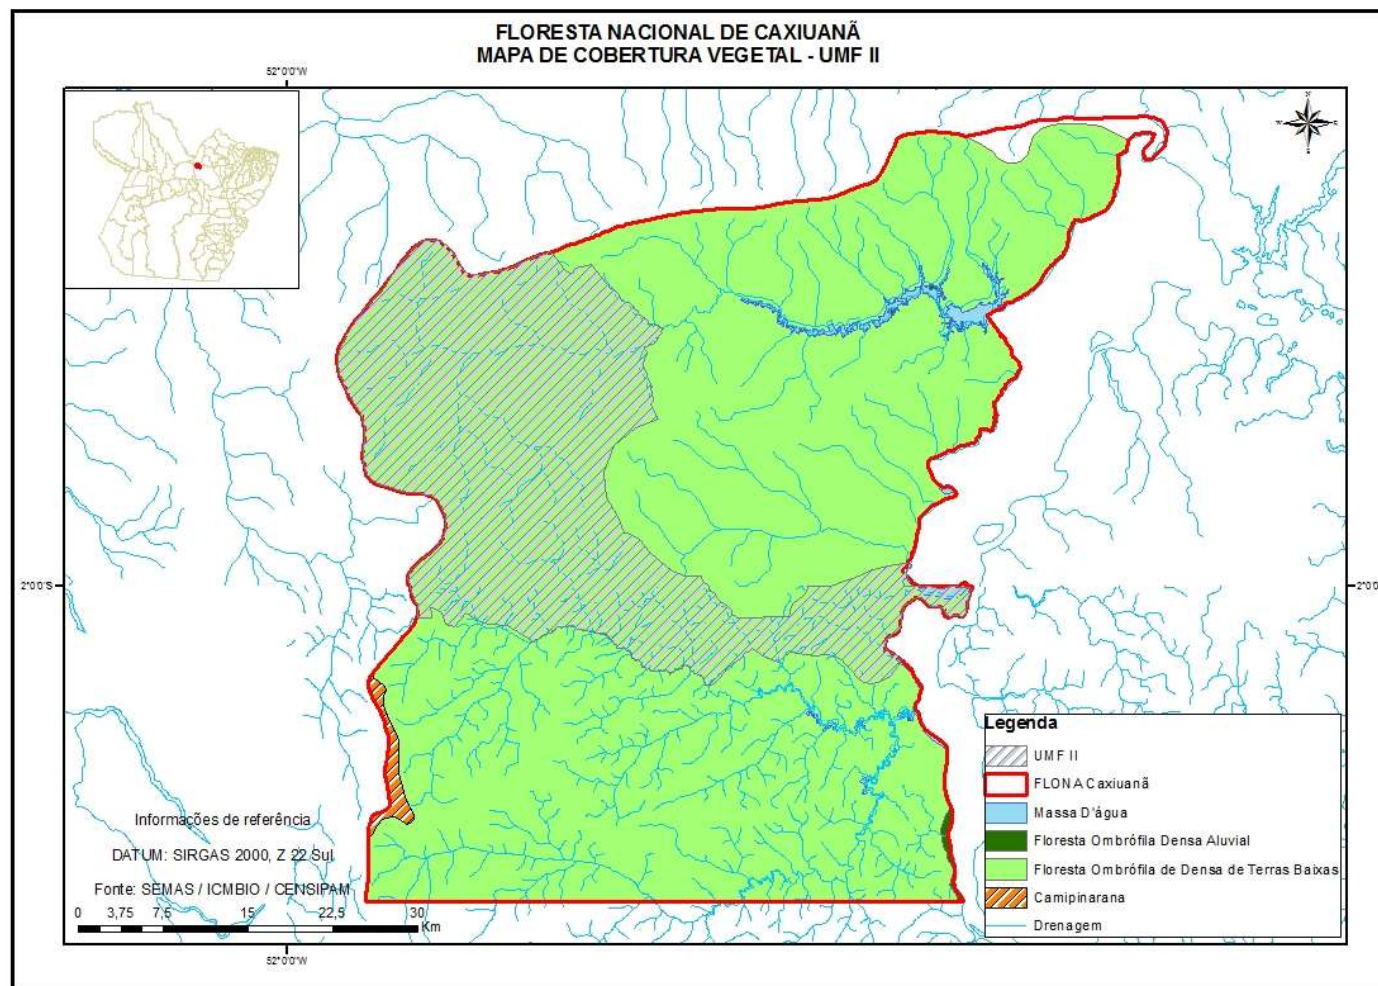 FLORESTA NACIONAL DE CAXIUANÃ
MAPA DE COBERTURA VEGETAL - UMF II
52°0'0"W
N
W E
S
2°0'0"S
2°0'0
Legenda
UMF II
FLONA Caxiuanã
Massa D'água
Floresta Ombrófila Densa Aluvial
Floresta Ombrófila de Densa de Terras Baixas
Camipinarana
Drenagem
Informações de referência
DATUM: SIRGAS 2000, Z 22 Sul
Fonte: SEMAS / ICMBIO / CENSIPAM
0 3,75 7,5 15 22,5 30
Km
52°0'0"W